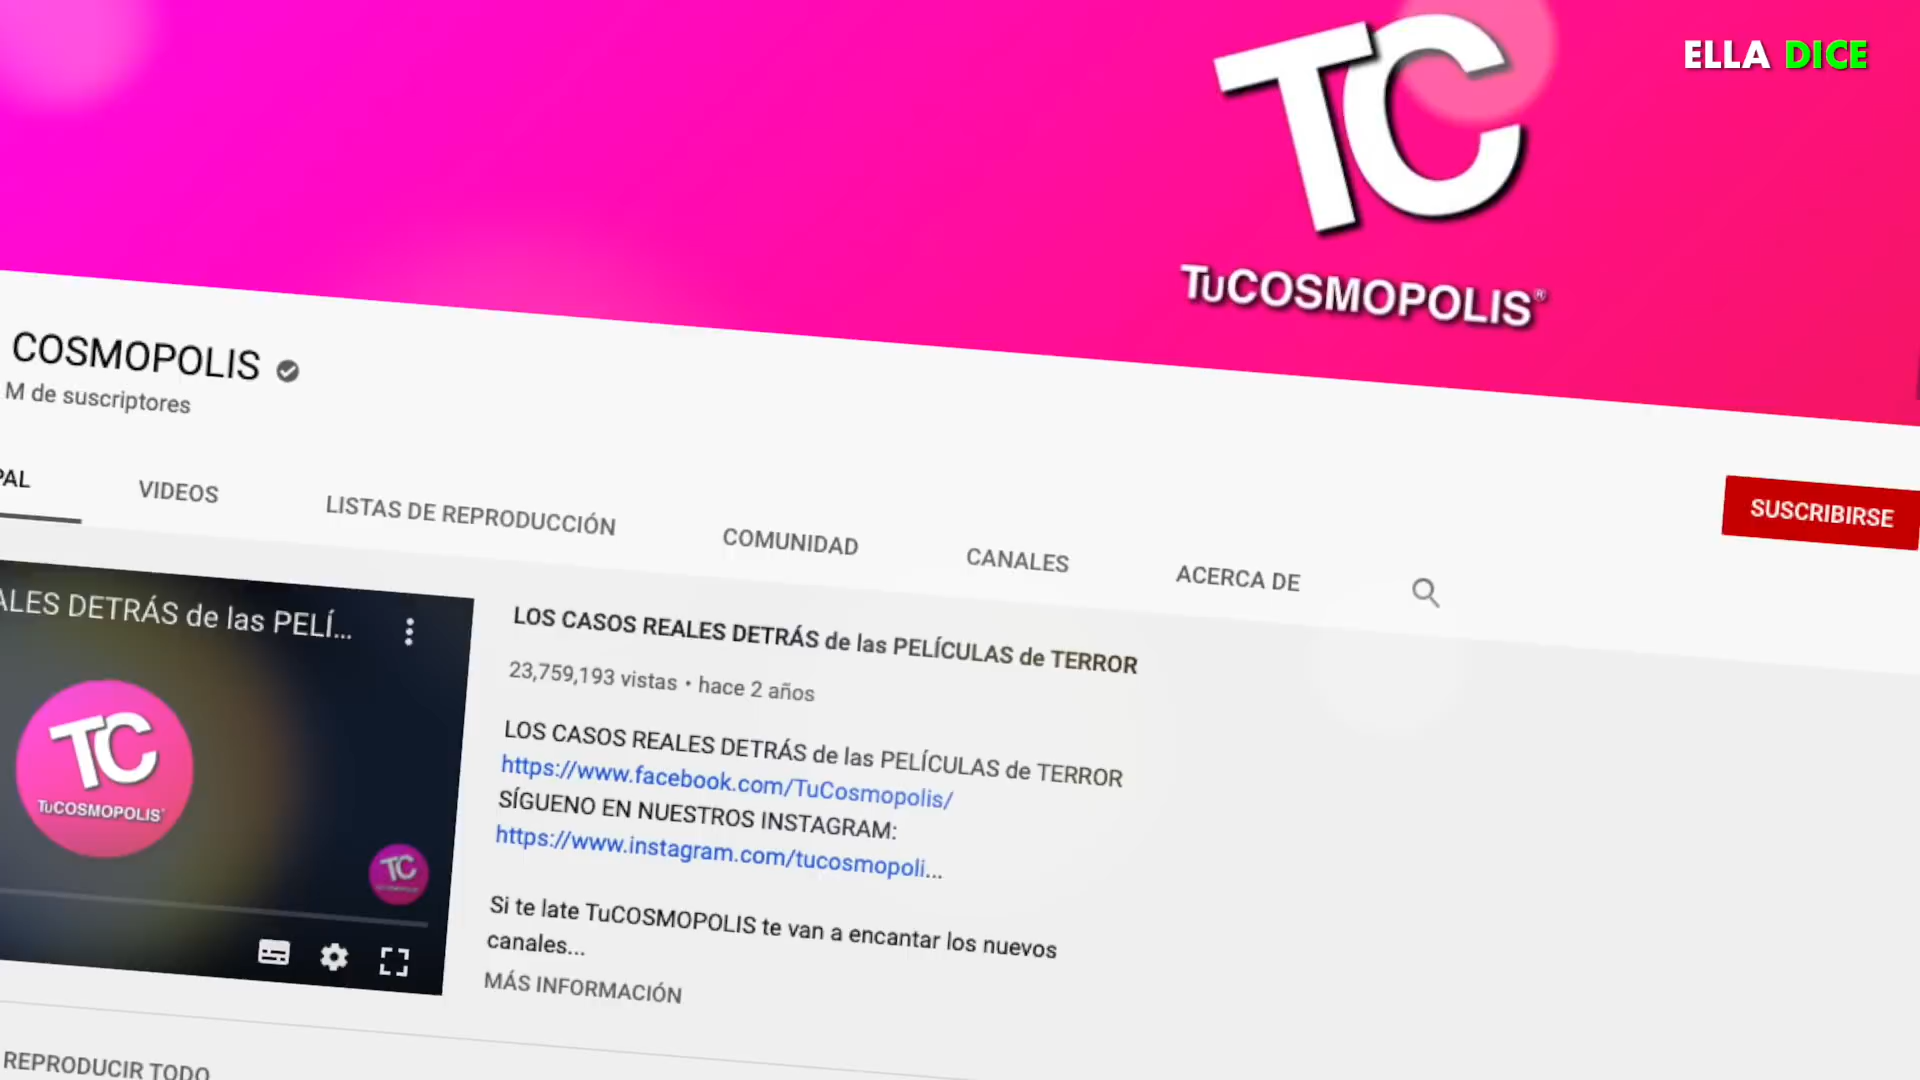 ELLA DICE
TC
TuCOSMOPOLIS®
COSMOPOLIS
M de suscriptores
PAL
VIDEOS
LISTAS DE REPRODUCCIÓN
COMUNIDAD
CANALES
ACERCA DE
SUSCRIBIRSE
ALES DETRÁS de las PELÍ...
TC
TuCOSMOPOLIS
TC
LOS CASOS REALES DETRÁS de las PELÍCULAS de TERROR
23,759,193 vistas • hace 2 años
LOS CASOS REALES DETRÁS de las PELÍCULAS de TERROR
https://www.facebook.com/TuCosmopolis/
SÍGUENO EN NUESTROS INSTAGRAM:
https://www.instagram.com/tucosmopoli...
Si te late TuCOSMOPOLIS te van a encantar los nuevos
canales...
MÁS INFORMACIÓN
REPRODUCIR TODO